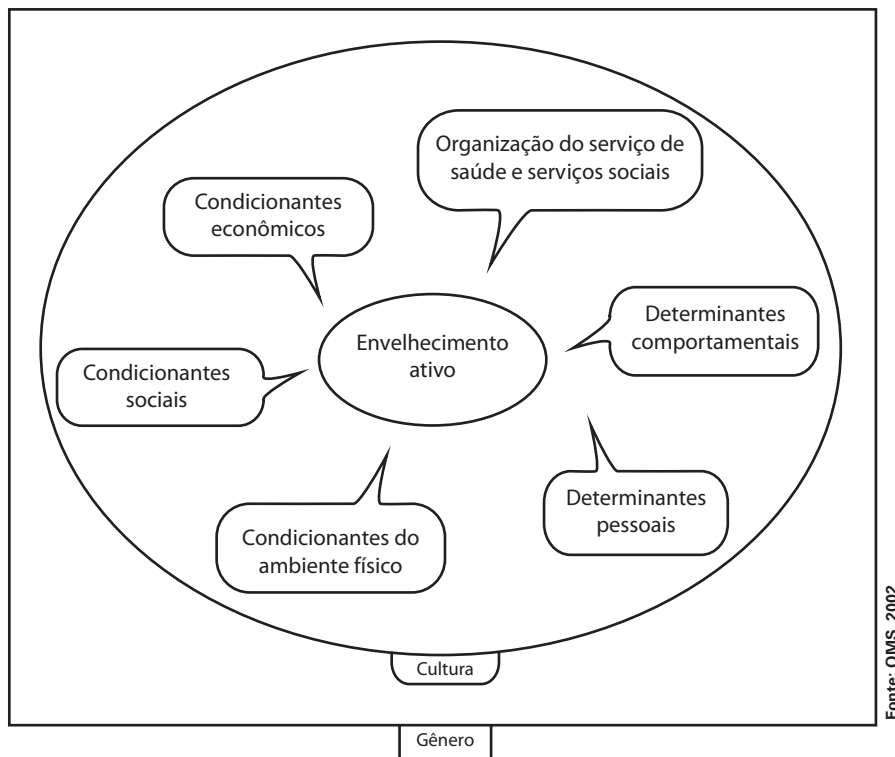 Organização do serviço de
saúde e serviços sociais
Condicionantes
econômicos
Determinantes
comportamentais
Envelhecimento
ativo
Condicionantes
sociais
Determinantes
pessoais
Condicionantes do
ambiente físico
Cultura
Gênero
Fonte: OMS, 2002